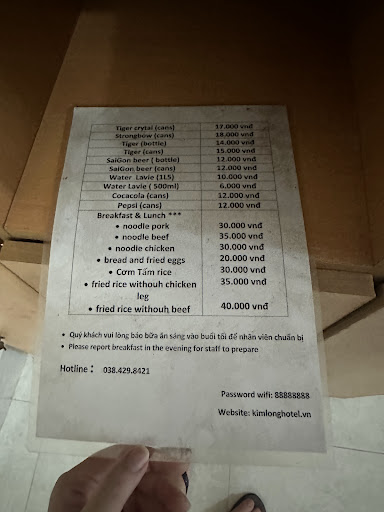 Tiger crytal (cans) 17.000 vnđ
Strongbow (cans) 18.000 vnđ
Tiger (bottle) 14.000 vnđ
Tiger (cans) 15.000 vnđ
SaiGon beer ( bottle) 12.000 vnđ
SaiGon beer (cans) 12.000 vnđ
Water Lavie (1L5) 10.000 vnđ
Water Lavie ( 500ml) 6,000 vnđ
Cocacola (cans) 12.000 vnđ
Pepsi (cans) 12.000 vnđ
Breakfast & Lunch ***
• noodle pork 30.000 vnđ
• noodle beef 35.000 vnđ
• noodle chicken 30.000 vnđ
• bread and fried eggs 20.000 vnđ
• Cơm Tấm rice 30.000 vnđ
• fried rice withouh chicken 35.000 vnđ
leg
• fried rice withouh beef 40.000 vnđ
• Quý khách vui lòng báo bữa ăn sáng vào buổi tối để nhân viên chuẩn bị
• Please report breakfast in the evening for staff to prepare
Hotline : 038.429.8421
Password wifi: 88888888
Website: kimlonghotel.vn